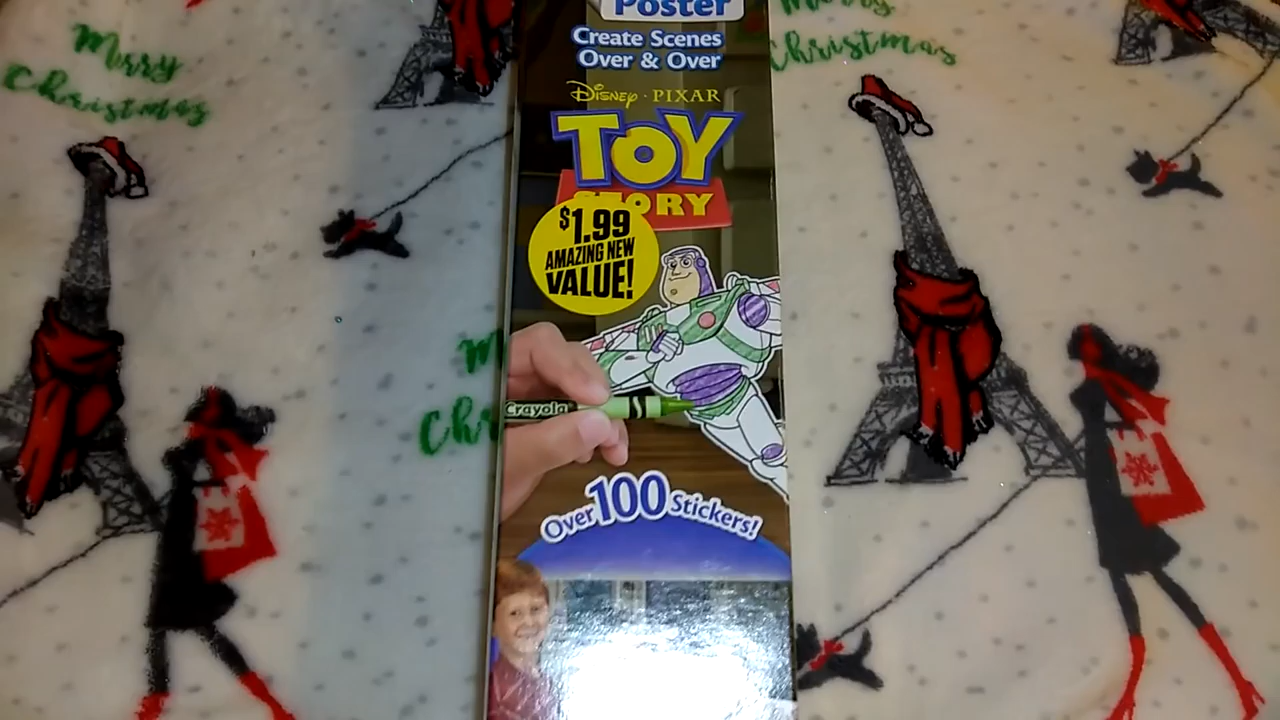 Poster
Create Scenes
Over & Over
Disney · PIXAR
TOY
STORY
$1.99
AMAZING NEW
VALUE!
Crayola
Over 100 Stickers!
Merry
Christmas
Merry
Christmas